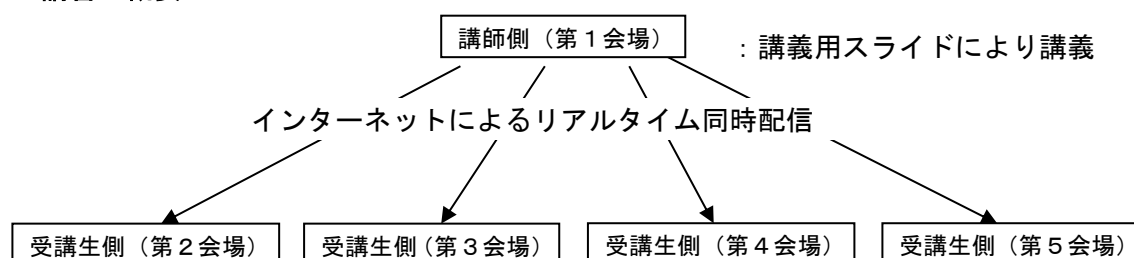 講師側（第１会場）
：講義用スライドにより講義
インターネットによるリアルタイム同時配信
受講生側（第２会場）
受講生側（第３会場）
受講生側（第４会場）
受講生側（第５会場）